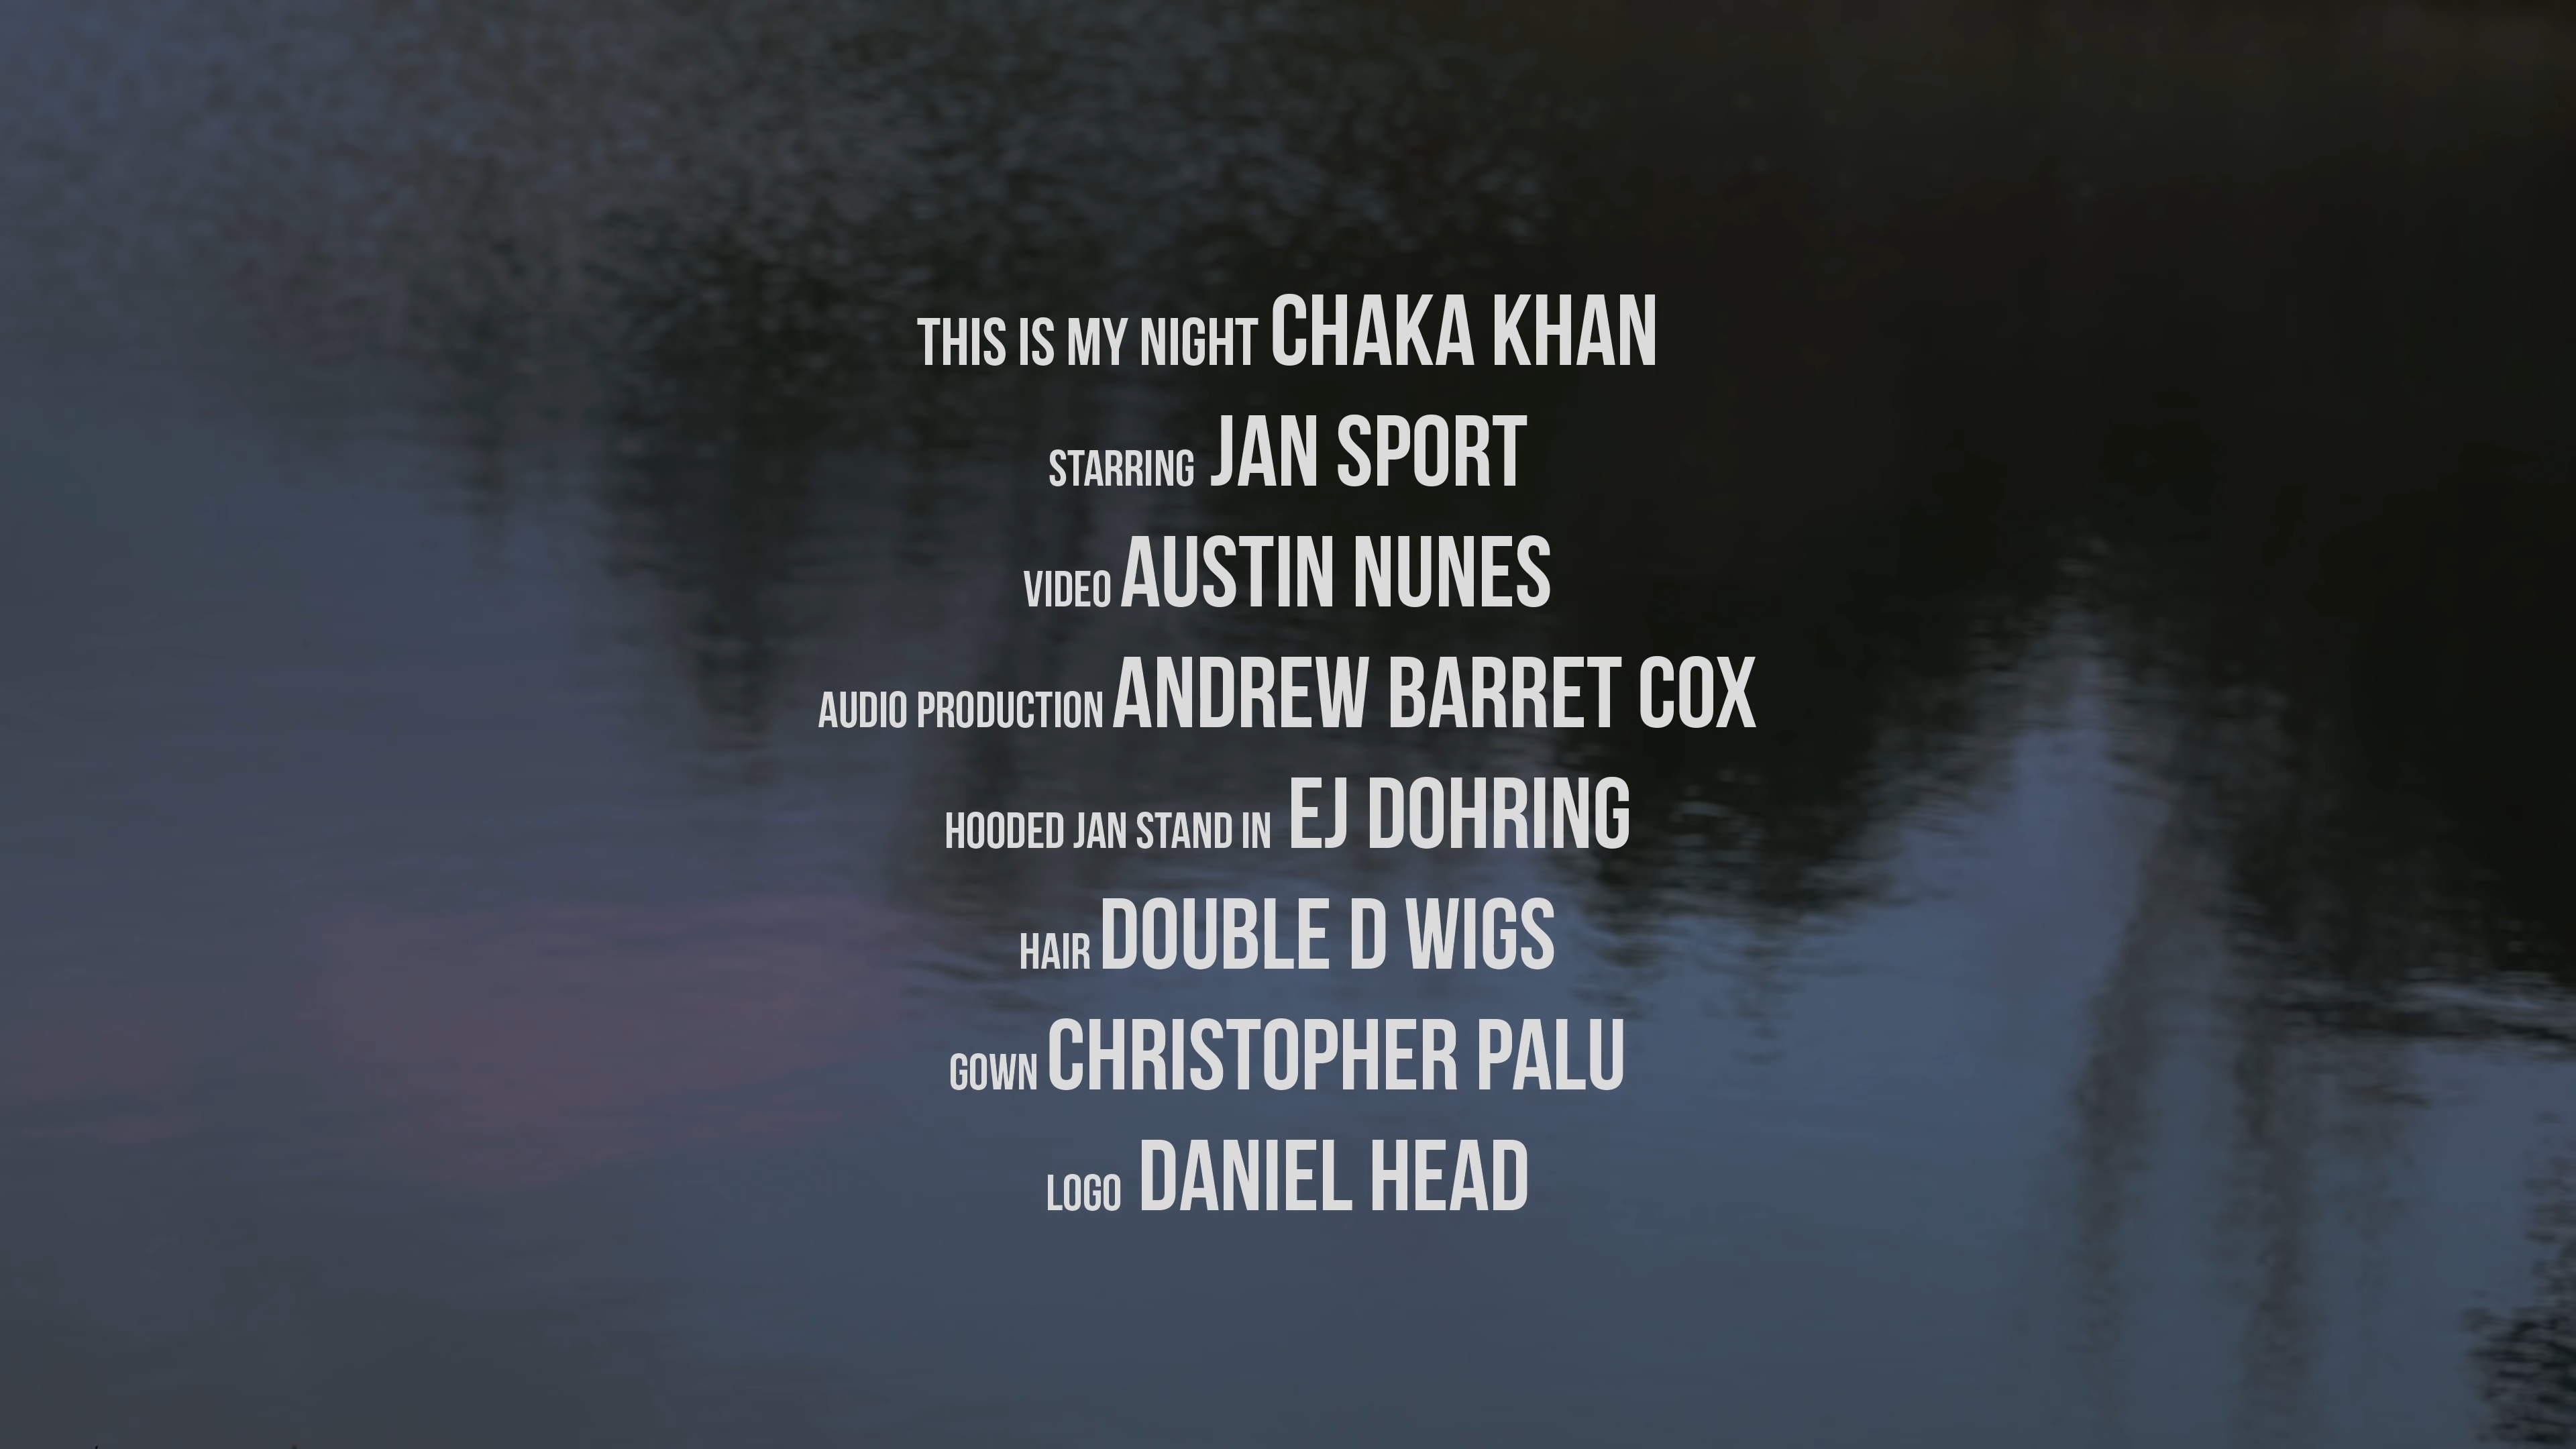 THIS IS MY NIGHT CHAKA KHAN
STARRING JAN SPORT
VIDEO AUSTIN NUNES
AUDIO PRODUCTION ANDREW BARRET COX
HOODED JAN STAND IN EJ DOHRING
HAIR DOUBLE D WIGS
GOWN CHRISTOPHER PALU
LOGO DANIEL HEAD